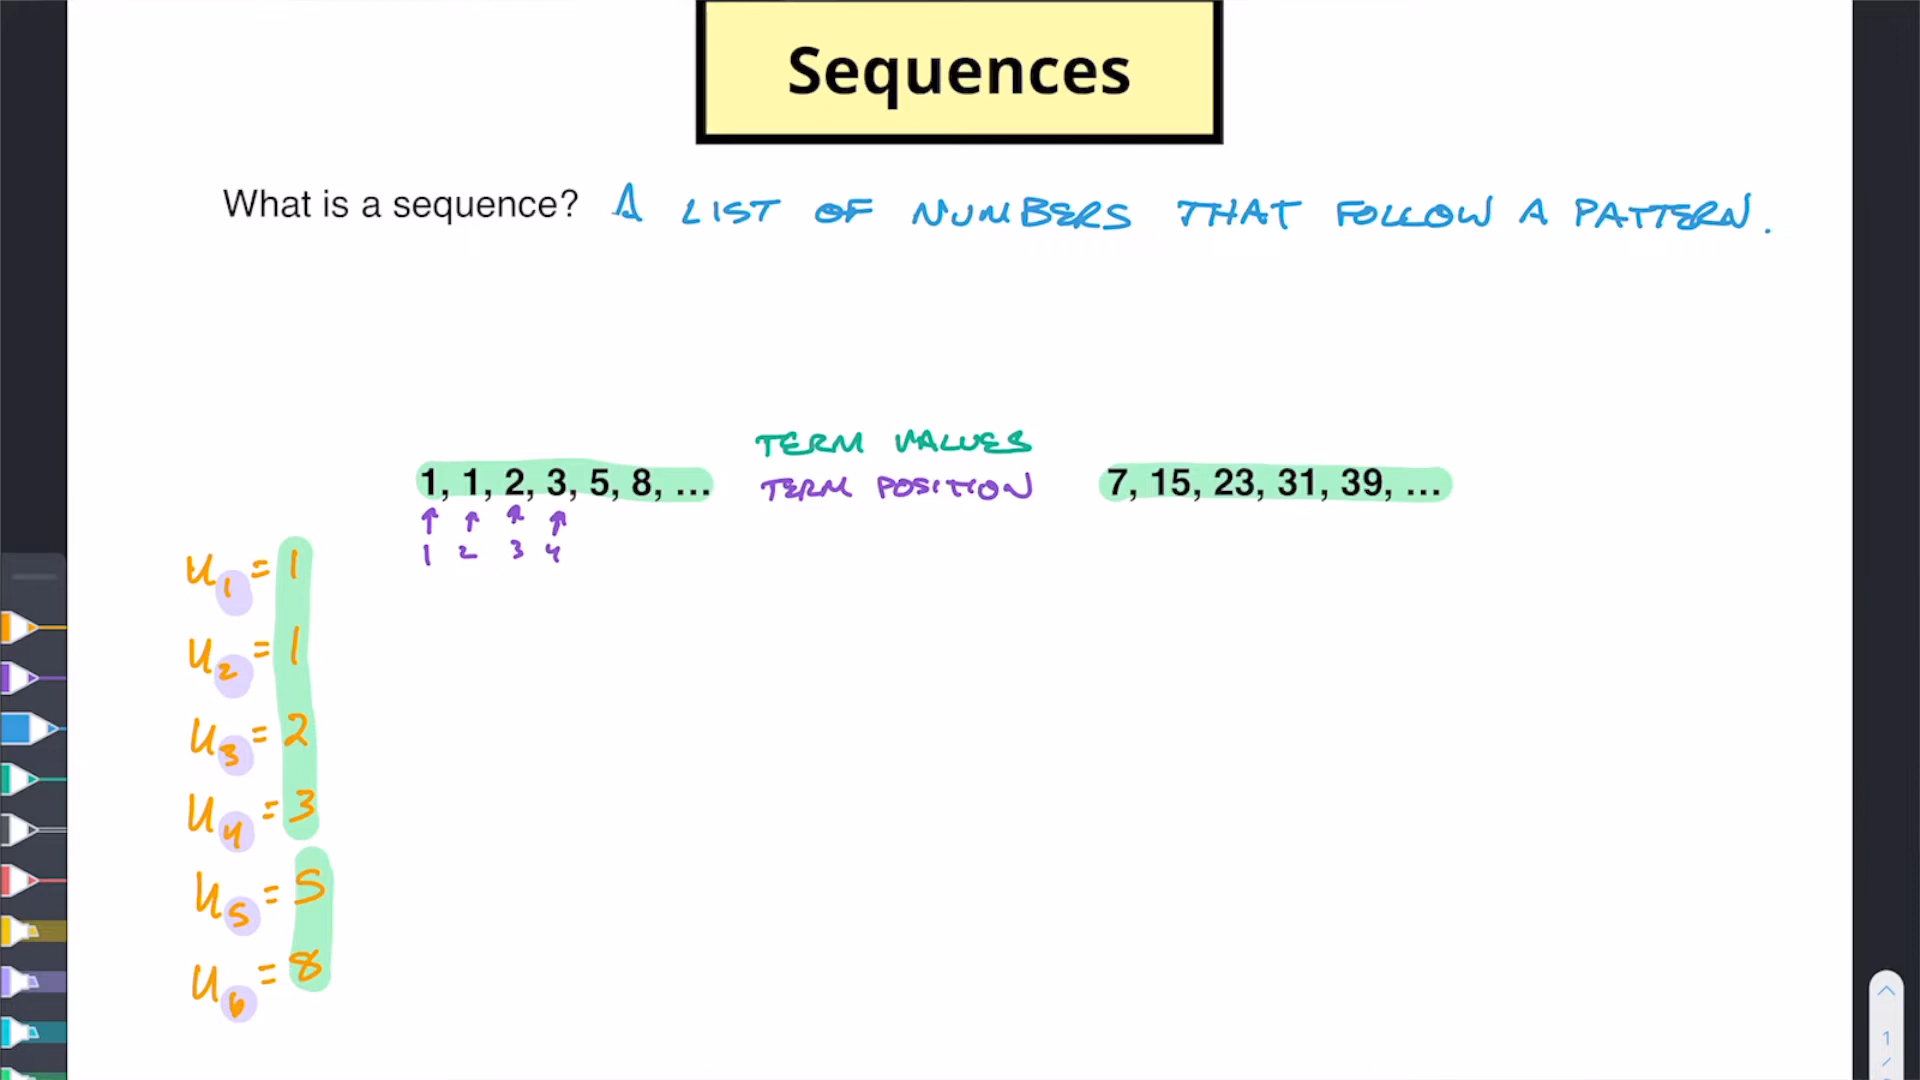 Sequences
What is a sequence? A LIST OF NUMBERS THAT FOLLOW A PATTERN.
TERM VALUES
1, 1, 2, 3, 5, 8, ... TERM POSITION 7, 15, 23, 31, 39, ...
↑ ↑ ↑ ↑
1 2 3 4
u₁ = 1
u₂ = 1
u₃ = 2
u₄ = 3
u₅ = 5
u₆ = 8
1